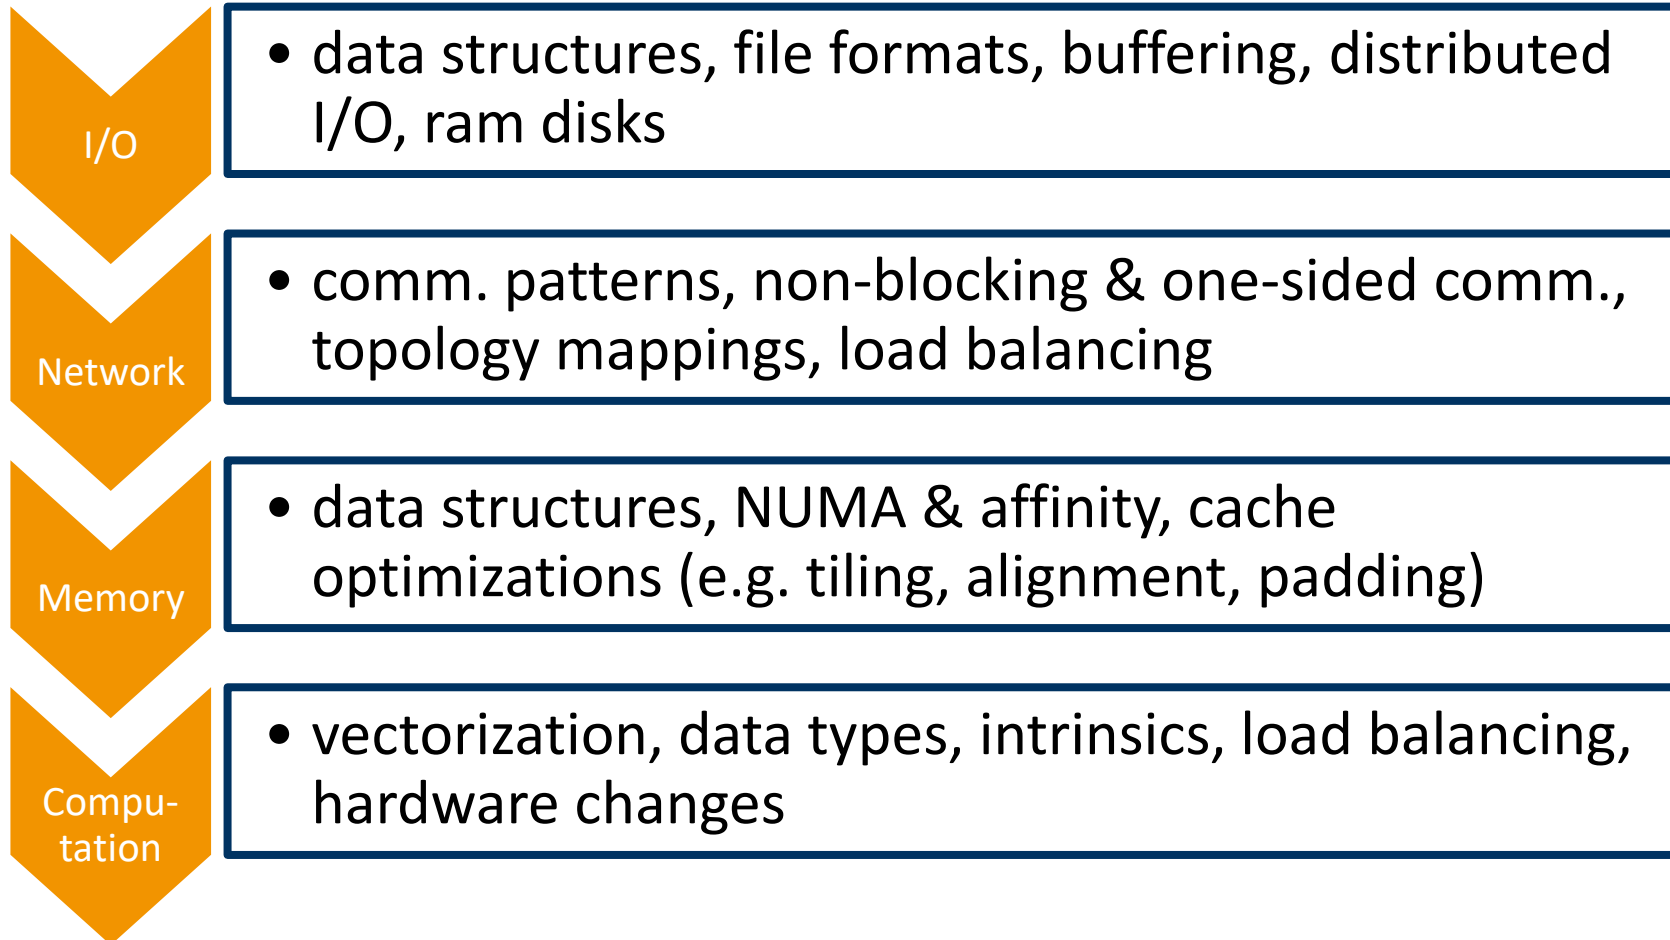 I/O
• data structures, file formats, buffering, distributed
I/O, ram disks
Network
• comm. patterns, non-blocking & one-sided comm.,
topology mappings, load balancing
Memory
• data structures, NUMA & affinity, cache
optimizations (e.g. tiling, alignment, padding)
Compu-
tation
• vectorization, data types, intrinsics, load balancing,
hardware changes